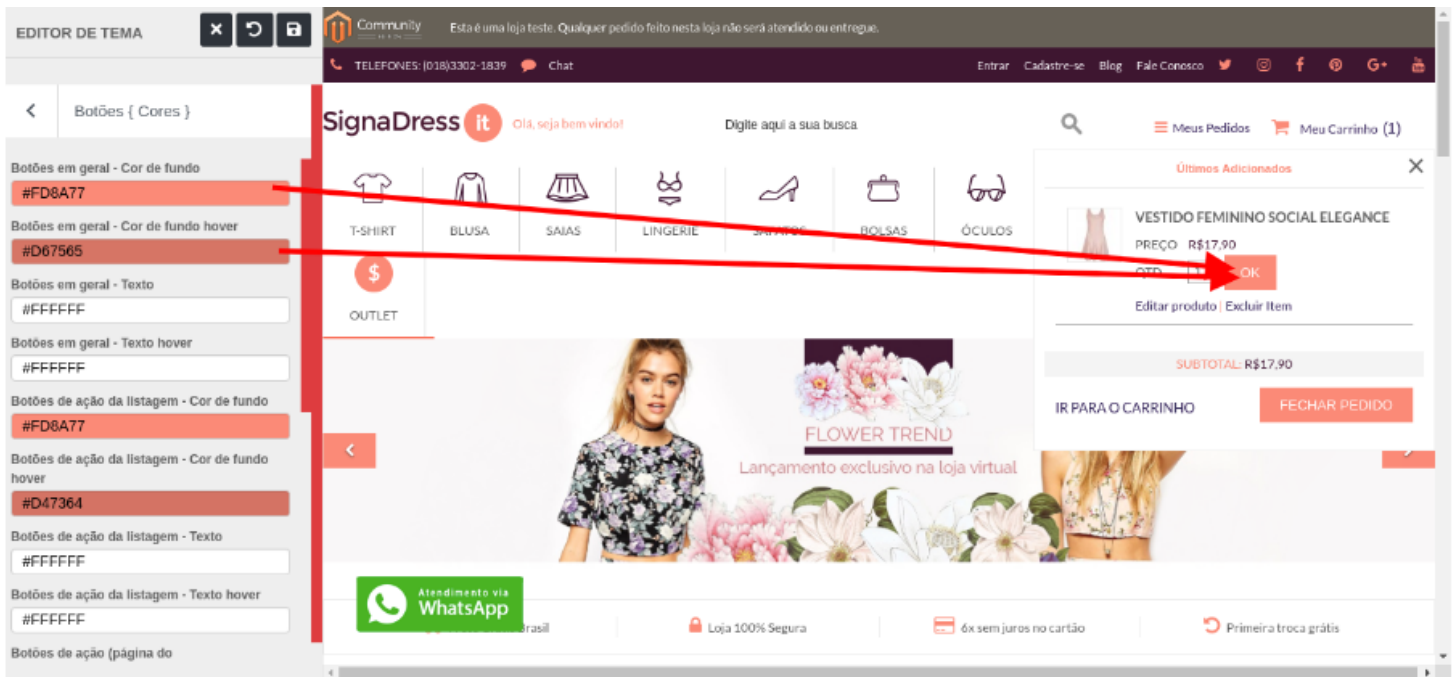 EDITOR DE TEMA
Botões { Cores }
Botões em geral - Cor de fundo
#FD8A77
Botões em geral - Cor de fundo hover
#D67565
Botões em geral - Texto
#FFFFFF
Botões em geral - Texto hover
#FFFFFF
Botões de ação da listagem - Cor de fundo
#FD8A77
Botões de ação da listagem - Cor de fundo
hover
#D47364
Botões de ação da listagem - Texto
#FFFFFF
Botões de ação da listagem - Texto hover
#FFFFFF
Botões de ação (página do
Community
Esta é uma loja teste. Qualquer pedido feito nesta loja não será atendido ou entregue.
TELEFONES: (018)3302-1839 Chat
Entrar Cadastre-se Blog Fale Conosco
SignaDress it
Olá, seja bem vindo!
Digite aqui a sua busca
Meus Pedidos
Meu Carrinho (1)
T-SHIRT
BLUSA
SAIAS
LINGERIE
SAPATOS
BOLSAS
ÓCULOS
OUTLET
Últimos Adicionados
VESTIDO FEMININO SOCIAL ELEGANCE
PREÇO R$17,90
QTD
OK
Editar produto | Excluir Item
SUBTOTAL: R$17,90
IR PARA O CARRINHO
FECHAR PEDIDO
FLOWER TREND
Lançamento exclusivo na loja virtual
Atendimento via
WhatsApp
Loja 100% Segura
6x sem juros no cartão
Primeira troca grátis